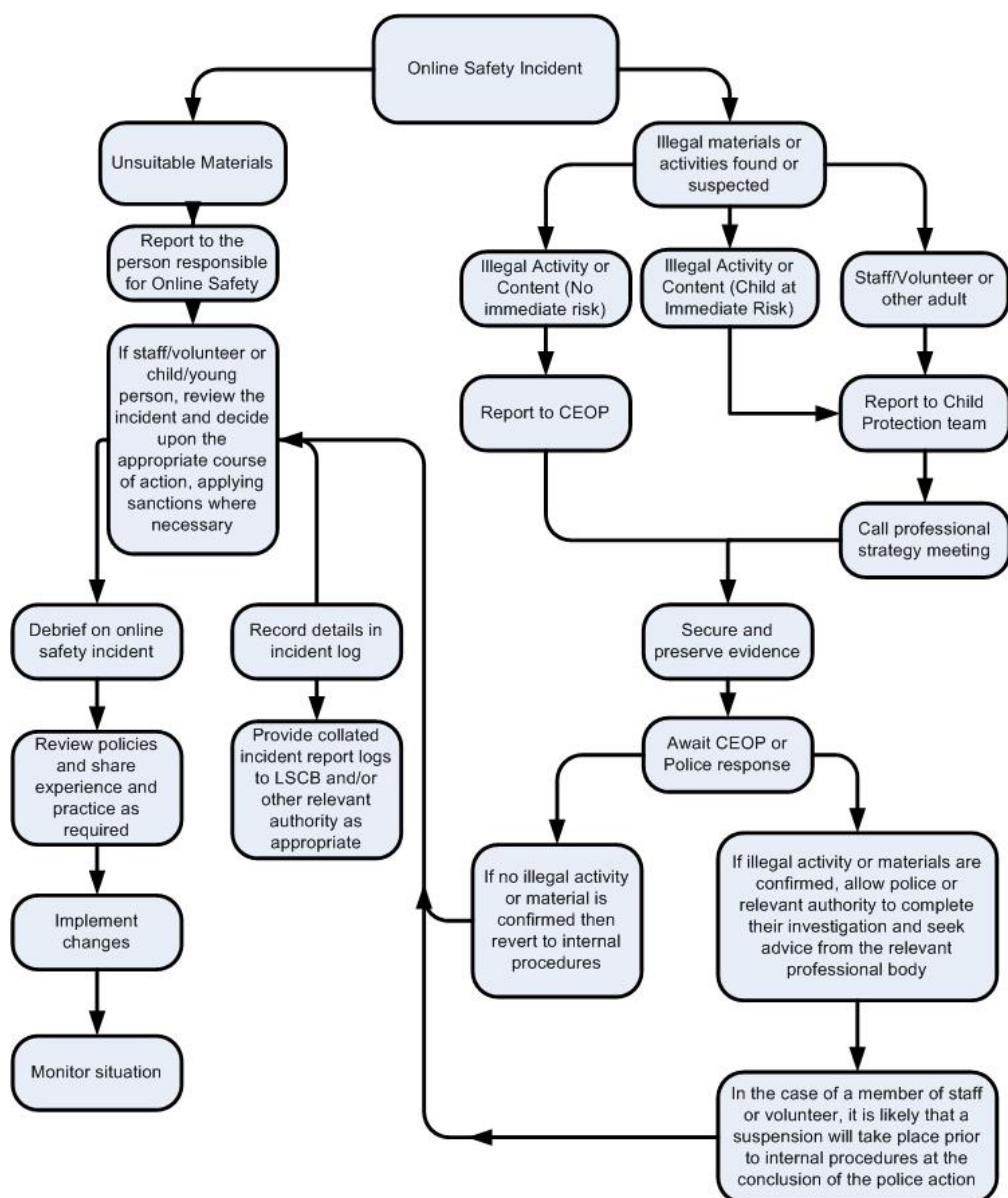 Online Safety Incident
Unsuitable Materials
Report to the
person responsible
for Online Safety
If staff/volunteer or
child/young
person, review the
incident and decide
upon the
appropriate course
of action, applying
sanctions where
necessary
Debrief on online
safety incident
Review policies
and share
experience and
practice as
required
Implement
changes
Monitor situation
Record details in
incident log
Provide collated
incident report logs
to LSCB and/or
other relevant
authority as
appropriate
Illegal materials or
activities found or
suspected
Illegal Activity or
Content (No
immediate risk)
Illegal Activity or
Content (Child at
Immediate Risk)
Staff/Volunteer or
other adult
Report to CEOP
Report to Child
Protection team
Call professional
strategy meeting
Secure and
preserve evidence
Await CEOP or
Police response
If no illegal activity
or material is
confirmed then
revert to internal
procedures
If illegal activity or materials are
confirmed, allow police or
relevant authority to complete
their investigation and seek
advice from the relevant
professional body
In the case of a member of staff
or volunteer, it is likely that a
suspension will take place prior
to internal procedures at the
conclusion of the police action